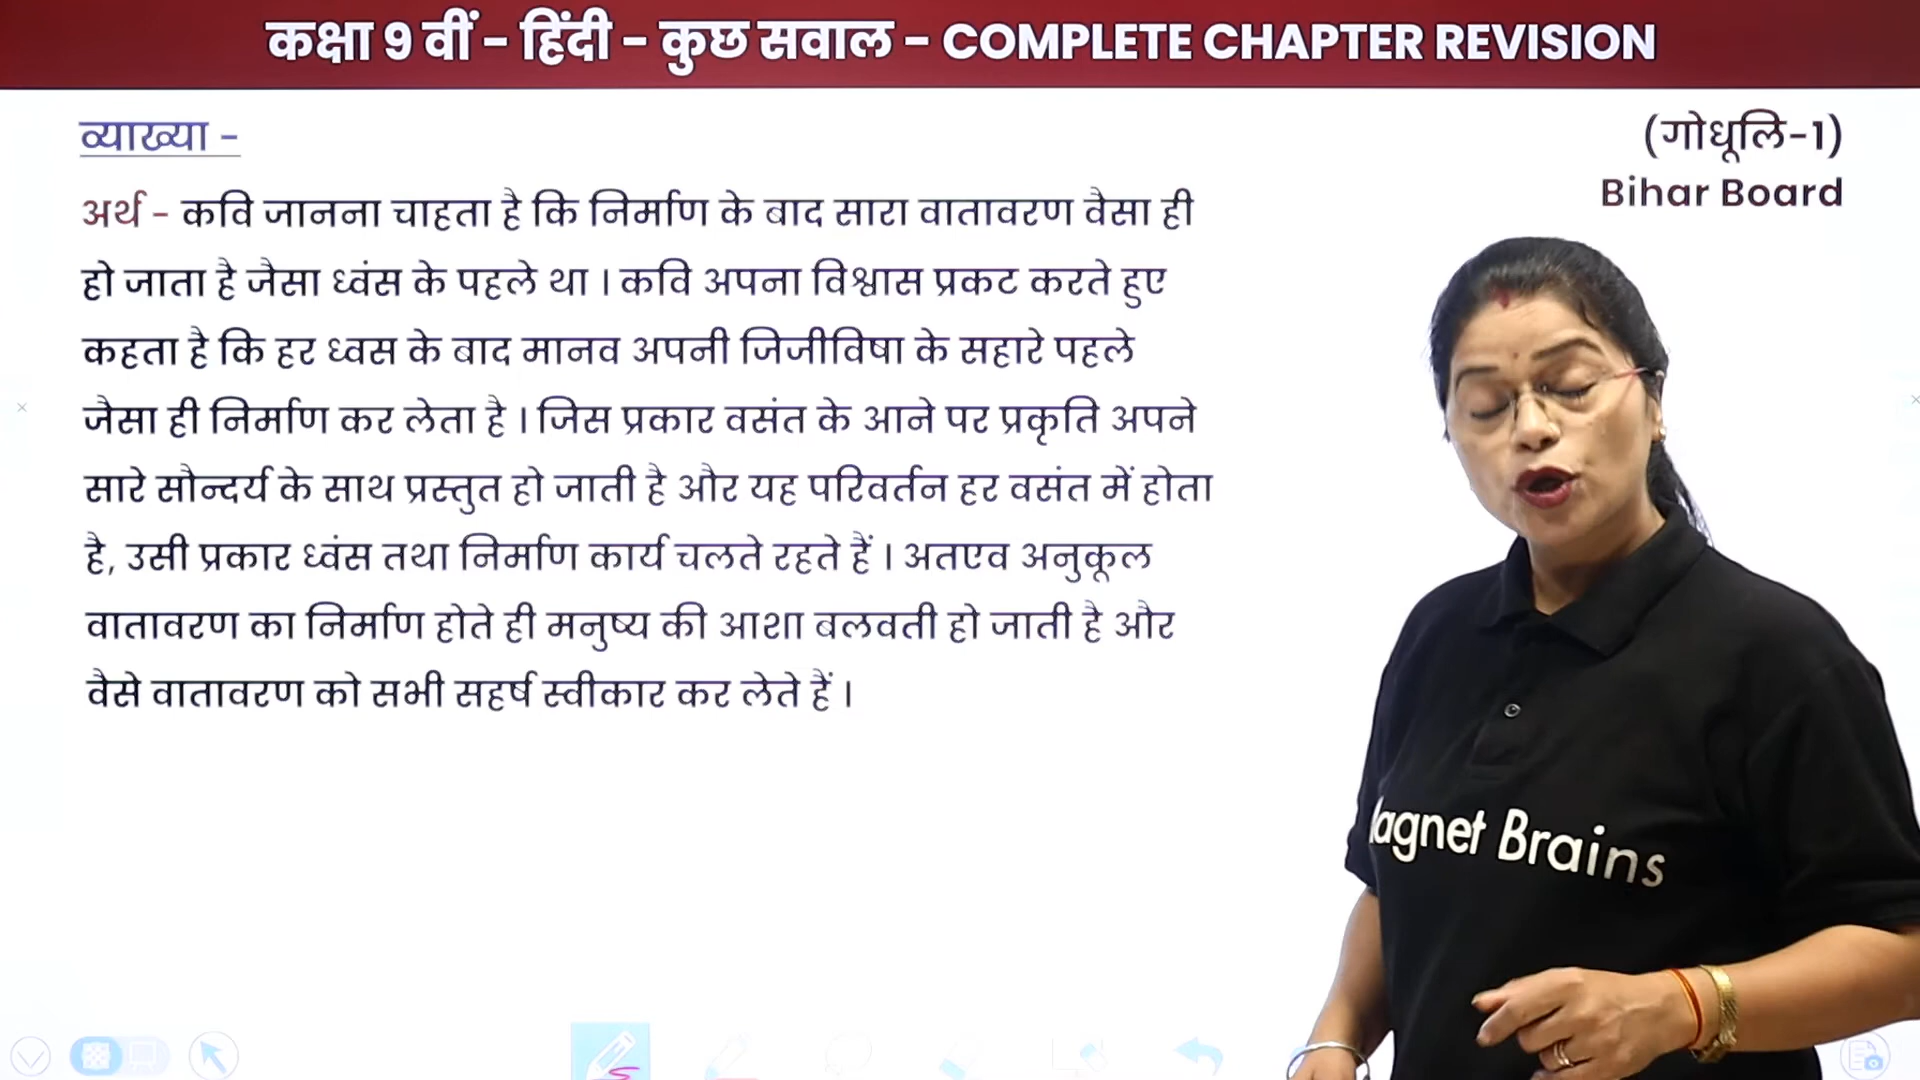 कक्षा 9 वीं - हिंदी - कुछ सवाल - COMPLETE CHAPTER REVISION
व्याख्या -
(गोधूलि-1)
Bihar Board
अर्थ - कवि जानना चाहता है कि निर्माण के बाद सारा वातावरण वैसा ही
हो जाता है जैसा ध्वंस के पहले था । कवि अपना विश्वास प्रकट करते हुए
कहता है कि हर ध्वस के बाद मानव अपनी जिजीविषा के सहारे पहले
जैसा ही निर्माण कर लेता है । जिस प्रकार वसंत के आने पर प्रकृति अपने
सारे सौन्दर्य के साथ प्रस्तुत हो जाती है और यह परिवर्तन हर वसंत में होता
है, उसी प्रकार ध्वंस तथा निर्माण कार्य चलते रहते हैं । अतएव अनुकूल
वातावरण का निर्माण होते ही मनुष्य की आशा बलवती हो जाती है और
वैसे वातावरण को सभी सहर्ष स्वीकार कर लेते हैं ।
agnet Brains